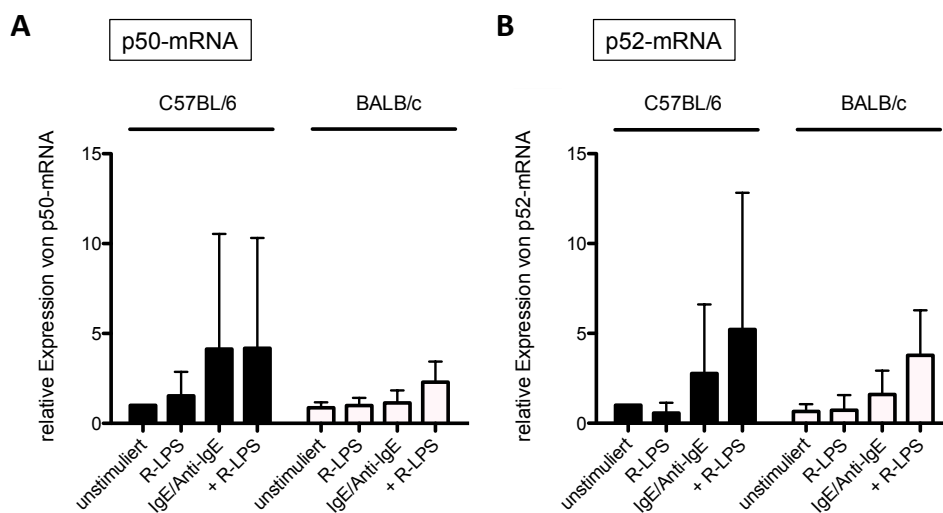 A
p50-mRNA
C57BL/6
BALB/c
relative Expression von p50-mRNA
15
10
5
0
unstimuliert
R-LPS
IgE/Anti-IgE
+ R-LPS
unstimuliert
R-LPS
IgE/Anti-IgE
+ R-LPS
B
p52-mRNA
C57BL/6
BALB/c
relative Expression von p52-mRNA
15
10
5
0
unstimuliert
R-LPS
IgE/Anti-IgE
+ R-LPS
unstimuliert
R-LPS
IgE/Anti-IgE
+ R-LPS